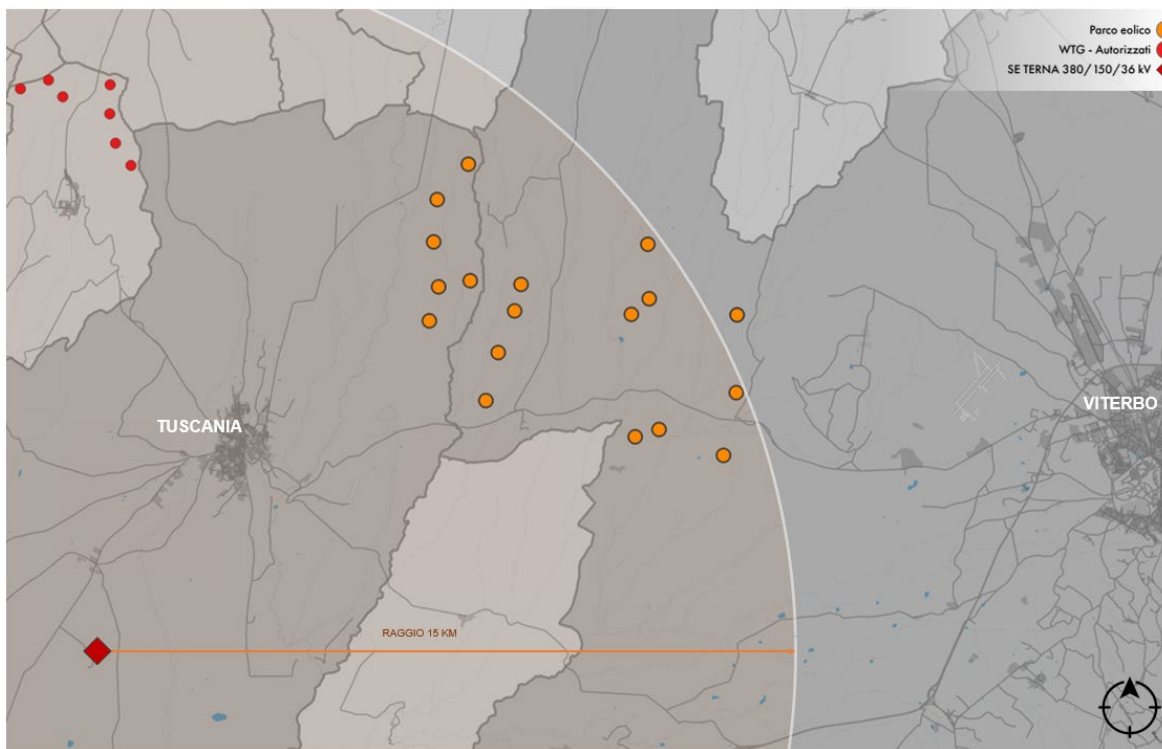 Parco eolico
WTG - Autorizzati
SE TERNA 380/150/36 kV
TUSCANIA
VITERBO
RAGGIO 15 KM